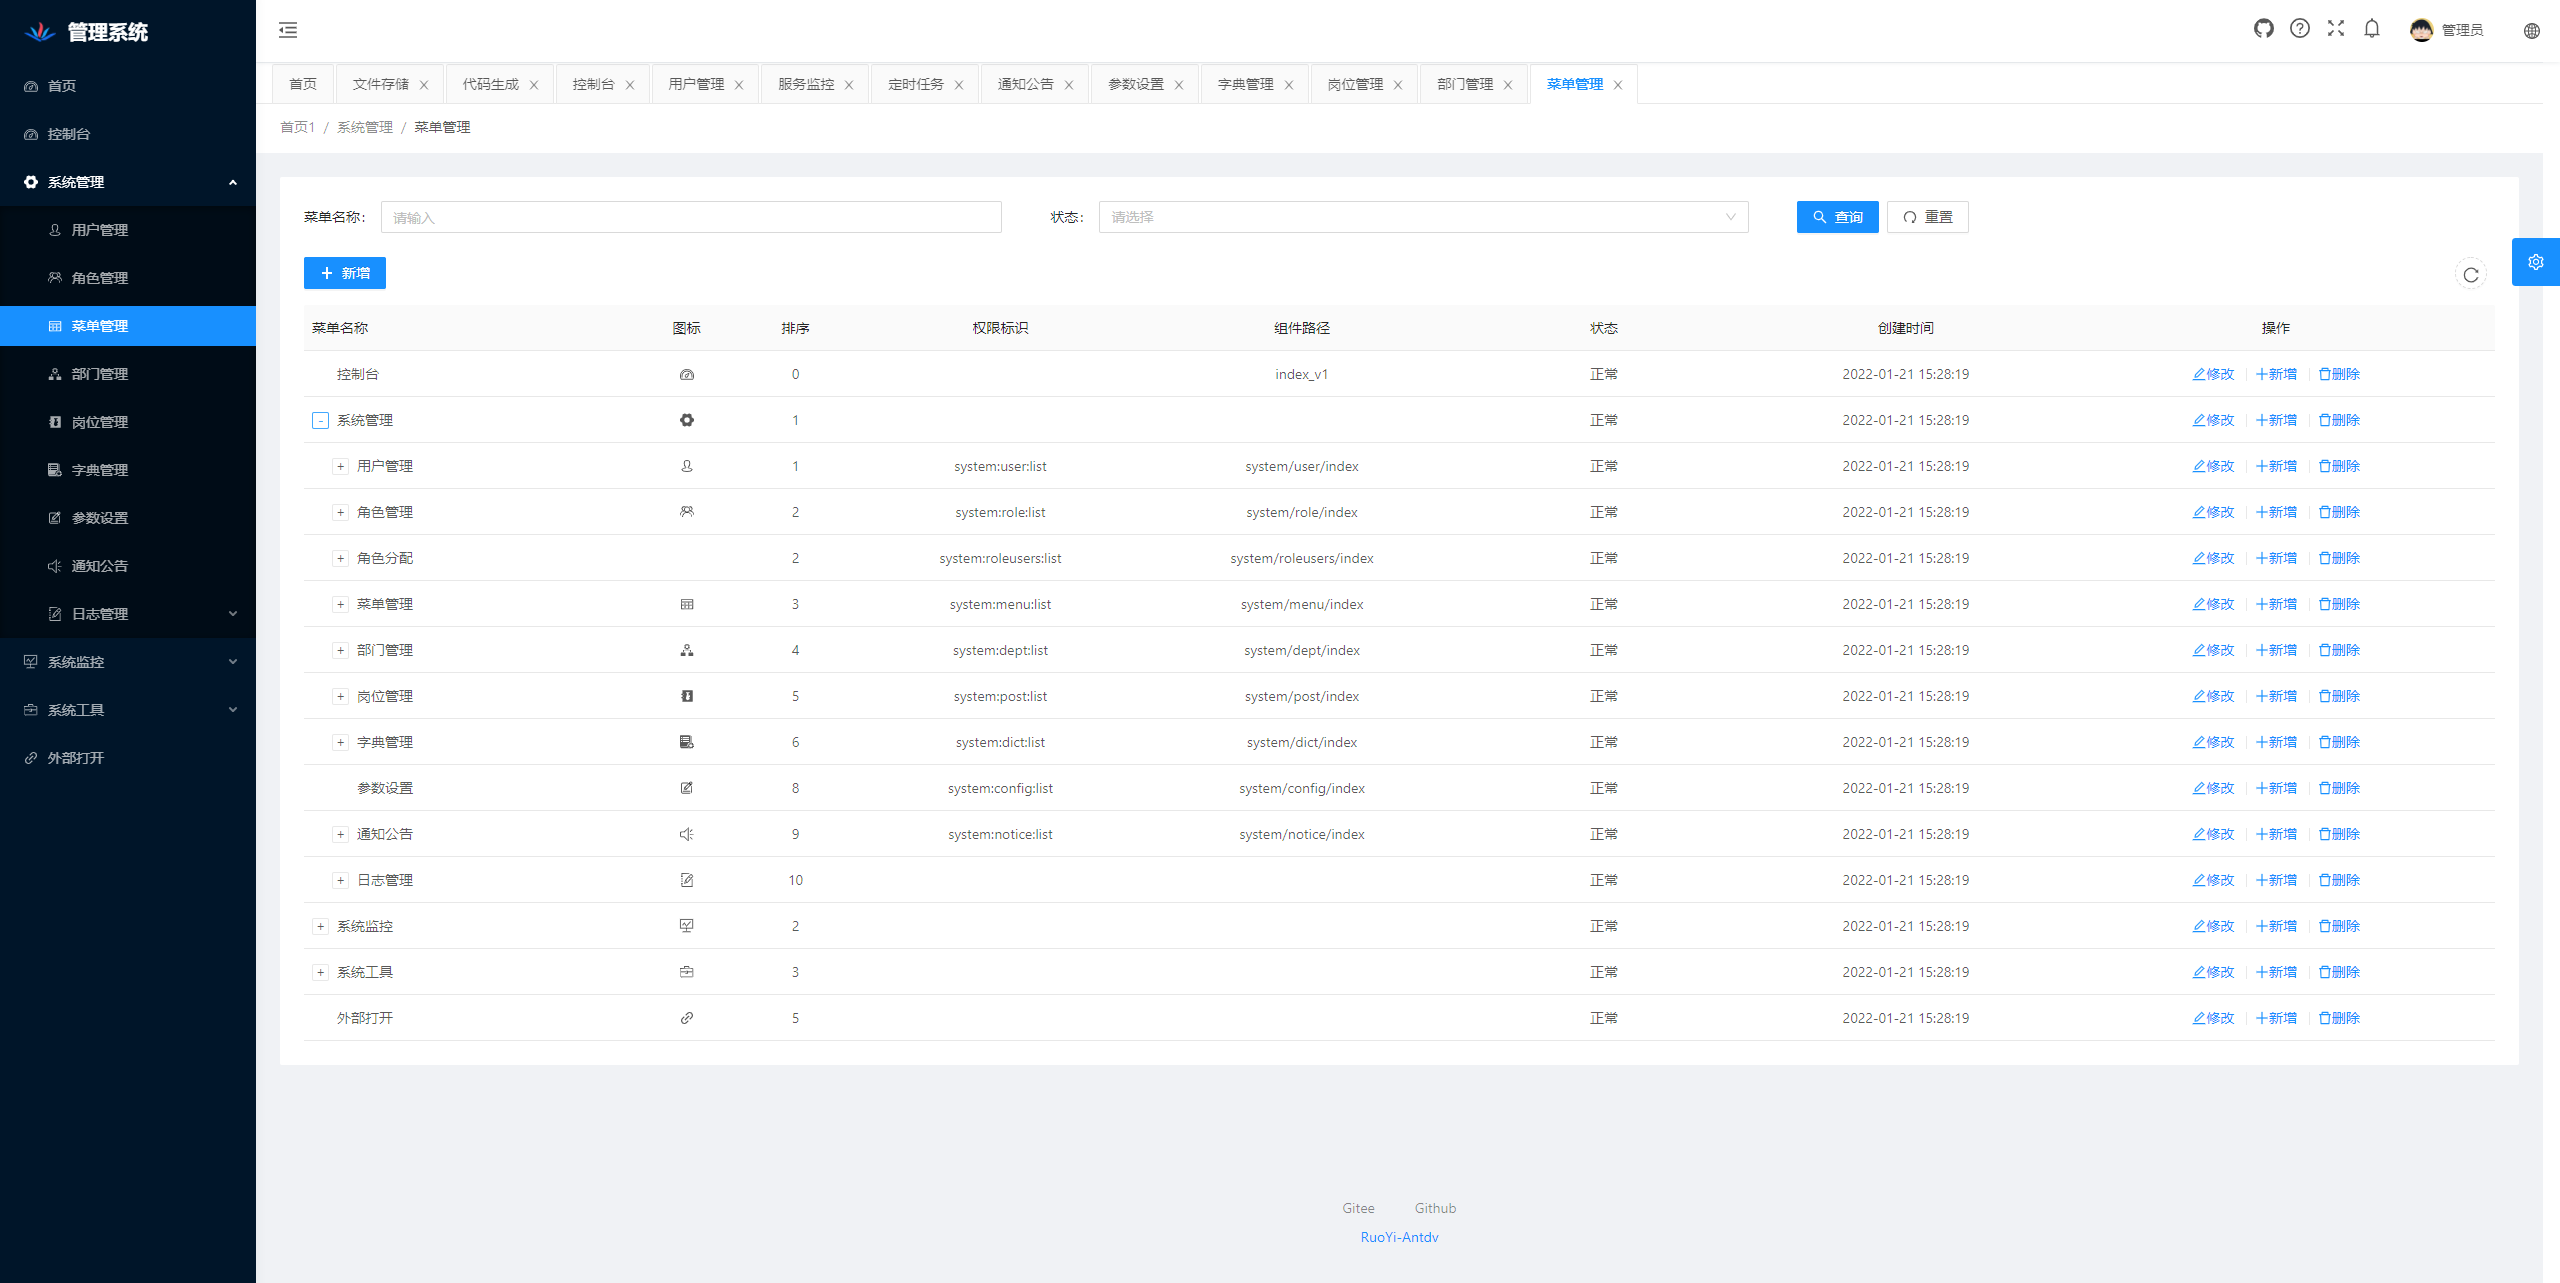 管理系统
管理员
首页
控制台
系统管理
用户管理
角色管理
菜单管理
部门管理
岗位管理
字典管理
参数设置
通知公告
日志管理
系统监控
系统工具
外部打开
首页 文件存储 代码生成 控制台 用户管理 服务监控 定时任务 通知公告 参数设置 字典管理 岗位管理 部门管理 菜单管理
首页1 / 系统管理 / 菜单管理
菜单名称: 请输入 状态: 请选择 查询 重置
新增
菜单名称 图标 排序 权限标识 组件路径 状态 创建时间 操作
控制台 0 index_v1 正常 2022-01-21 15:28:19 修改 新增 删除
- 系统管理 1 正常 2022-01-21 15:28:19 修改 新增 删除
+ 用户管理 1 system:user:list system/user/index 正常 2022-01-21 15:28:19 修改 新增 删除
+ 角色管理 2 system:role:list system/role/index 正常 2022-01-21 15:28:19 修改 新增 删除
+ 角色分配 2 system:roleusers:list system/roleusers/index 正常 2022-01-21 15:28:19 修改 新增 删除
+ 菜单管理 3 system:menu:list system/menu/index 正常 2022-01-21 15:28:19 修改 新增 删除
+ 部门管理 4 system:dept:list system/dept/index 正常 2022-01-21 15:28:19 修改 新增 删除
+ 岗位管理 5 system:post:list system/post/index 正常 2022-01-21 15:28:19 修改 新增 删除
+ 字典管理 6 system:dict:list system/dict/index 正常 2022-01-21 15:28:19 修改 新增 删除
参数设置 8 system:config:list system/config/index 正常 2022-01-21 15:28:19 修改 新增 删除
+ 通知公告 9 system:notice:list system/notice/index 正常 2022-01-21 15:28:19 修改 新增 删除
+ 日志管理 10 正常 2022-01-21 15:28:19 修改 新增 删除
+ 系统监控 2 正常 2022-01-21 15:28:19 修改 新增 删除
+ 系统工具 3 正常 2022-01-21 15:28:19 修改 新增 删除
外部打开 5 正常 2022-01-21 15:28:19 修改 新增 删除
Gitee Github
RuoYi-Antdv